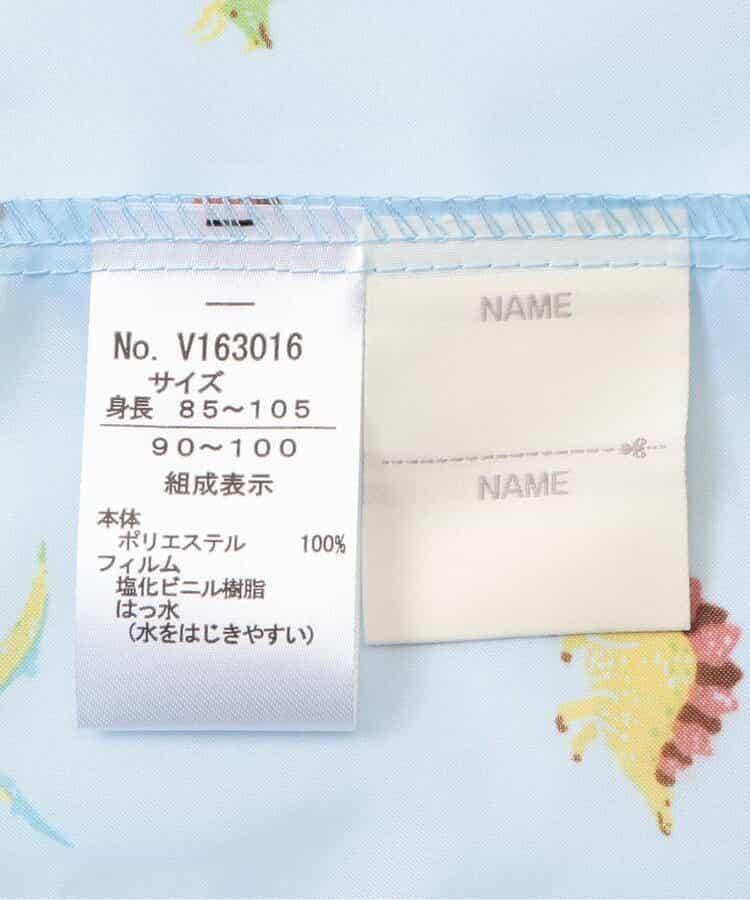 No. V163016
サイズ
身長 85~105
90~100
組成表示
本体
ポリエステル 100%
フィルム
塩化ビニル樹脂
はっ水
(水をはじきやすい)
NAME
NAME